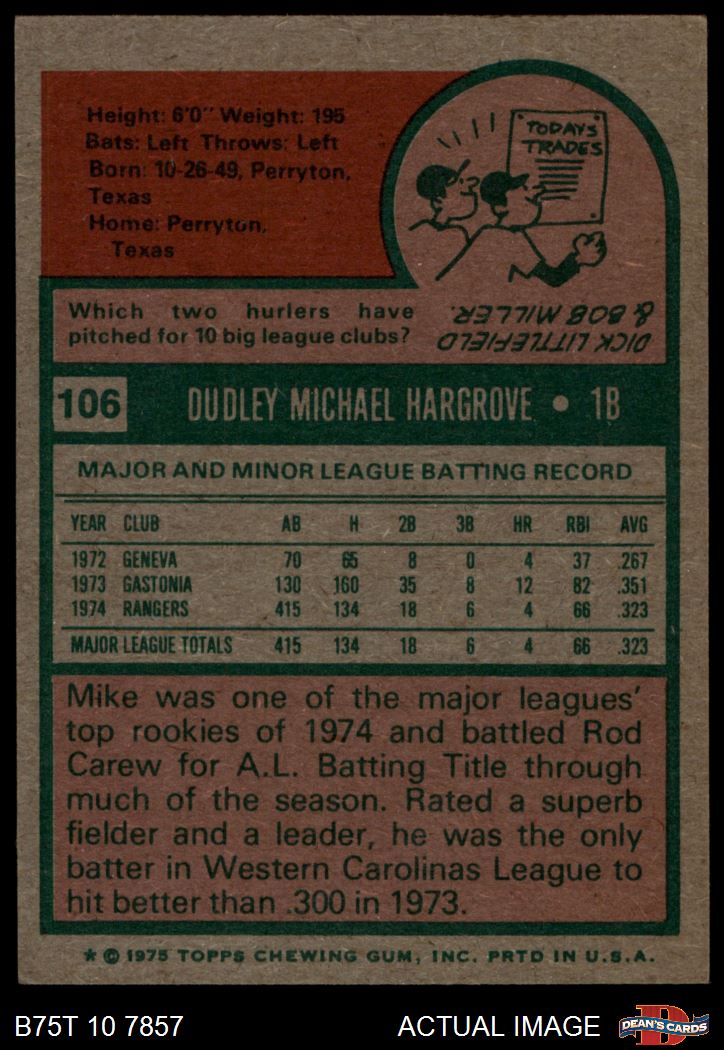 Height: 6'0" Weight: 195
Bats: Left Throws: Left
Born: 10-26-49, Perryton,
Texas
Home: Perryton,
Texas
TODAYS
TRADES
Which two hurlers have
pitched for 10 big league clubs?
DICK LITTLEFIELD
& BOB MILLER.
106 DUDLEY MICHAEL HARGROVE • 1B
MAJOR AND MINOR LEAGUE BATTING RECORD
YEAR CLUB AB H 2B 3B HR RBI AVG
1972 GENEVA 70 65 8 0 4 37 .267
1973 GASTONIA 130 160 35 8 12 82 .351
1974 RANGERS 415 134 18 6 4 66 .323
MAJOR LEAGUE TOTALS 415 134 18 6 4 66 .323
Mike was one of the major leagues'
top rookies of 1974 and battled Rod
Carew for A.L. Batting Title through
much of the season. Rated a superb
fielder and a leader, he was the only
batter in Western Carolinas League to
hit better than .300 in 1973.
* © 1975 TOPPS CHEWING GUM, INC. PRTD IN U.S.A.
B75T 10 7857 ACTUAL IMAGE
D
DEAN'S CARDS